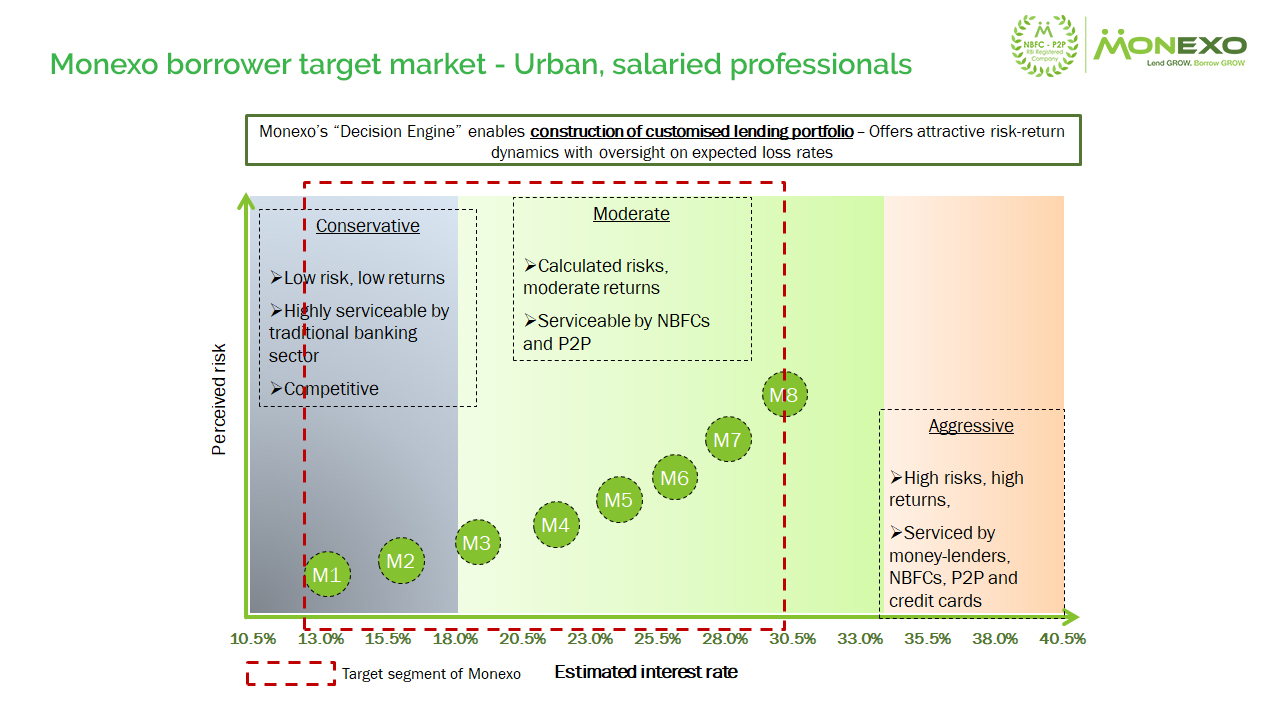 Monexo borrower target market - Urban, salaried professionals
NBFC - P2P
RBI Registered
Company
MONEXO
Lend GROW. Borrow GROW
Monexo's “Decision Engine” enables construction of customised lending portfolio – Offers attractive risk-return
dynamics with oversight on expected loss rates
Perceived risk
Conservative
➢Low risk, low returns
➢Highly serviceable by
traditional banking
sector
➢Competitive
Moderate
➢Calculated risks,
moderate returns
➢Serviceable by NBFCs
and P2P
Aggressive
➢High risks, high
returns,
➢Serviced by
money-lenders,
NBFCs, P2P and
credit cards
M1
M2
M3
M4
M5
M6
M7
M8
10.5% 13.0% 15.5% 18.0% 20.5% 23.0% 25.5% 28.0% 30.5% 33.0% 35.5% 38.0% 40.5%
Target segment of Monexo
Estimated interest rate